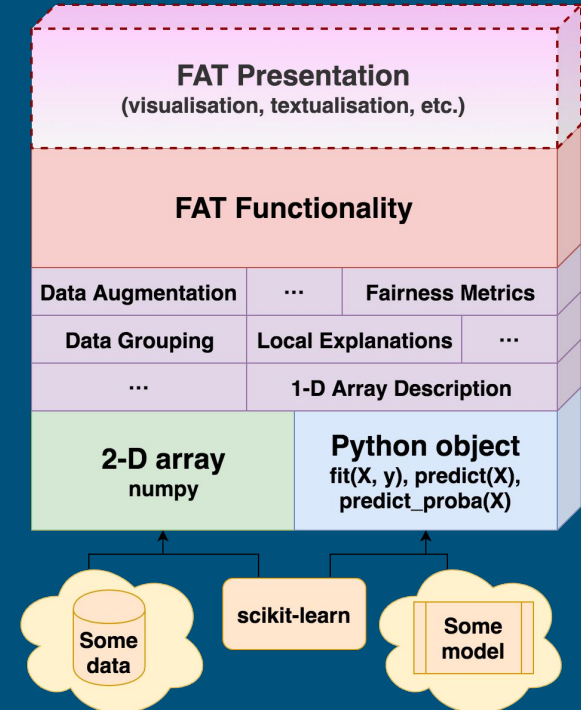 FAT Presentation
(visualisation, textualisation, etc.)
FAT Functionality
Data Augmentation ... Fairness Metrics
Data Grouping Local Explanations ...
... 1-D Array Description
2-D array
numpy
Python object
fit(X, y), predict(X),
predict_proba(X)
Some
data
scikit-learn
Some
model